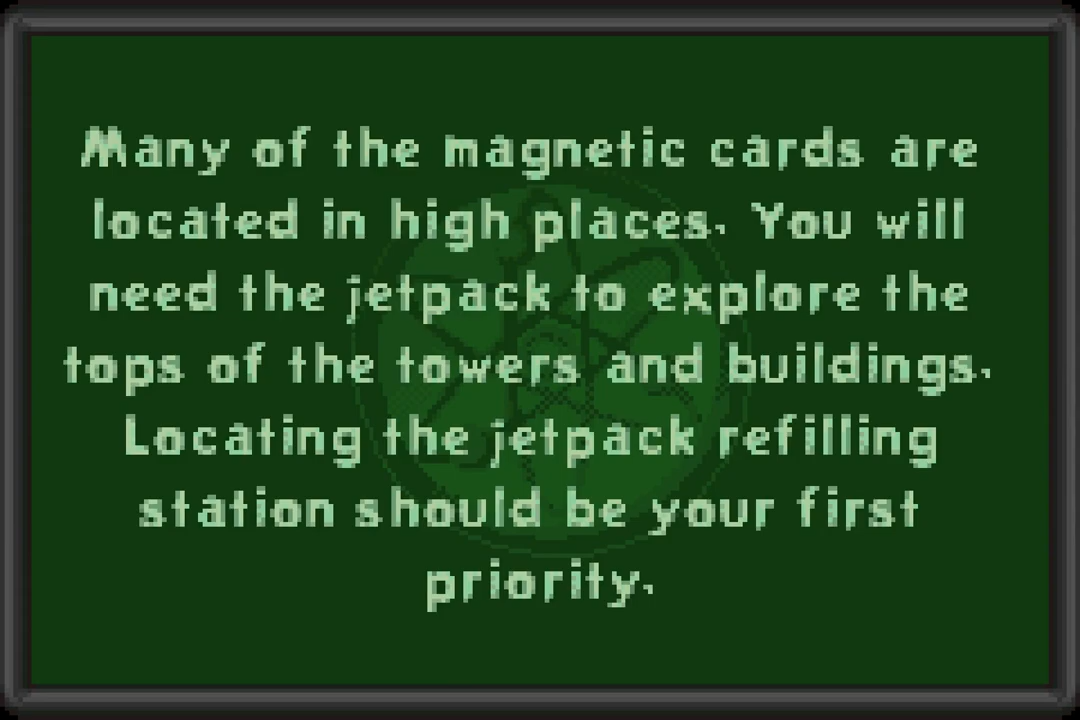 Many of the magnetic cards are
located in high places. You will
need the jetpack to explore the
tops of the towers and buildings.
Locating the jetpack refilling
station should be your first
priority.